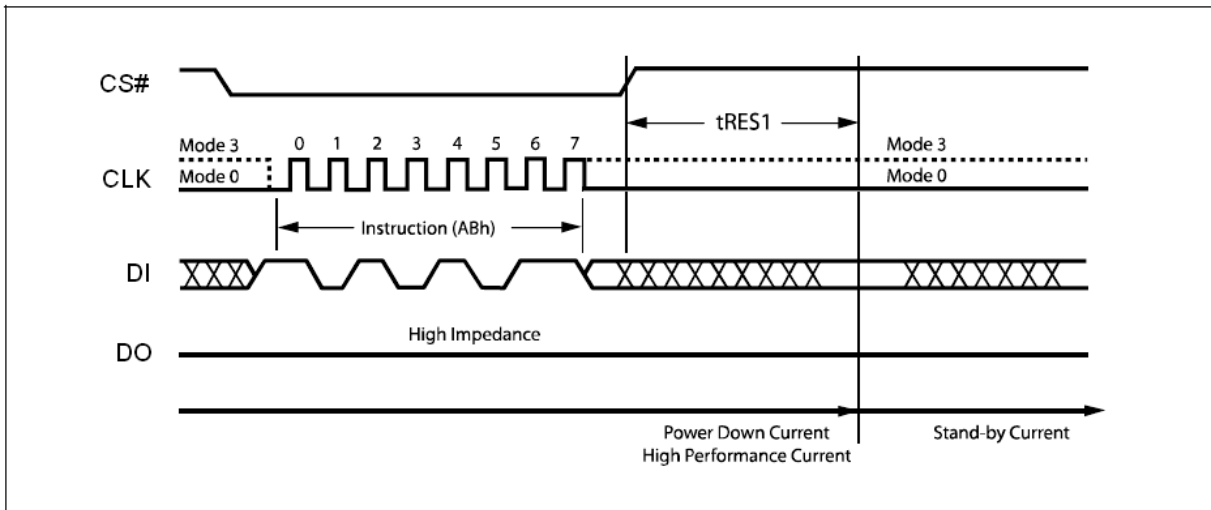 CS#
tRES1
Mode 3
0 1 2 3 4 5 6 7
Mode 3
CLK
Mode 0
Mode 0
Instruction (ABh)
DI
High Impedance
DO
Power Down Current
Stand-by Current
High Performance Current